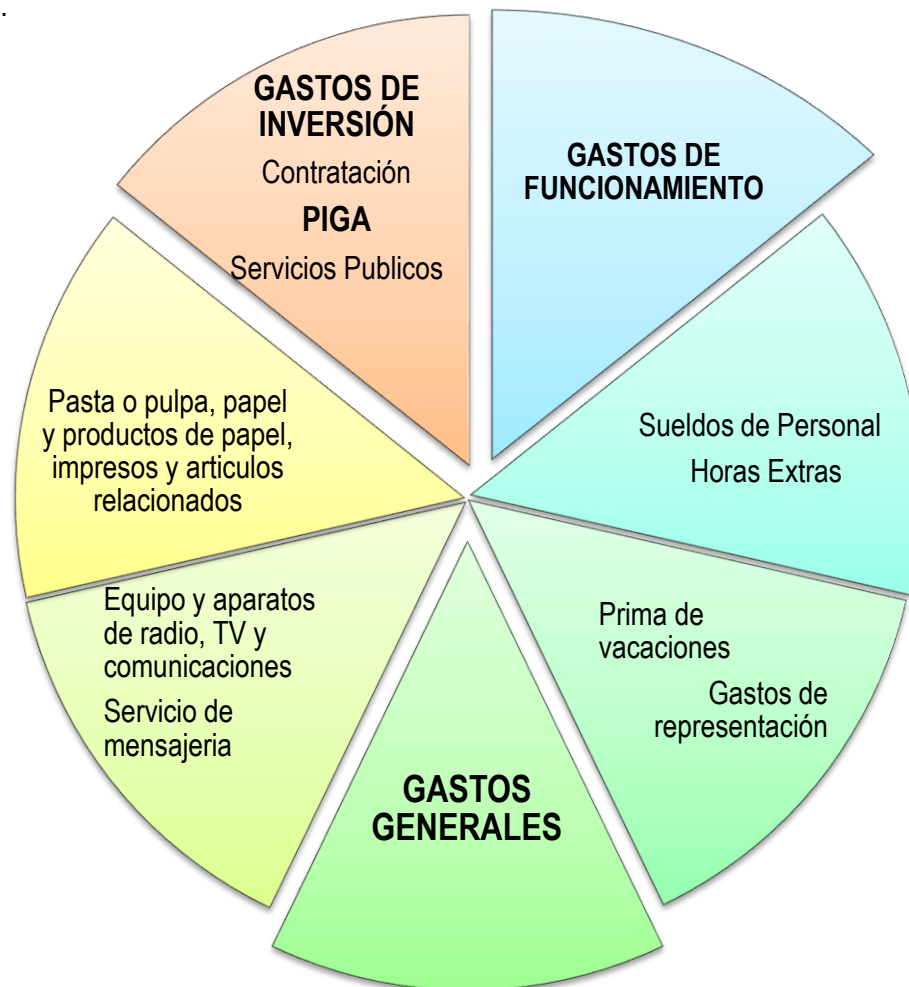 .
GASTOS DE
INVERSIÓN
Contratación
PIGA
Servicios Publicos
GASTOS DE
FUNCIONAMIENTO
Sueldos de Personal
Horas Extras
Prima de
vacaciones
Gastos de
representación
GASTOS
GENERALES
Equipo y aparatos
de radio, TV y
comunicaciones
Servicio de
mensajeria
Pasta o pulpa, papel
y productos de papel,
impresos y articulos
relacionados